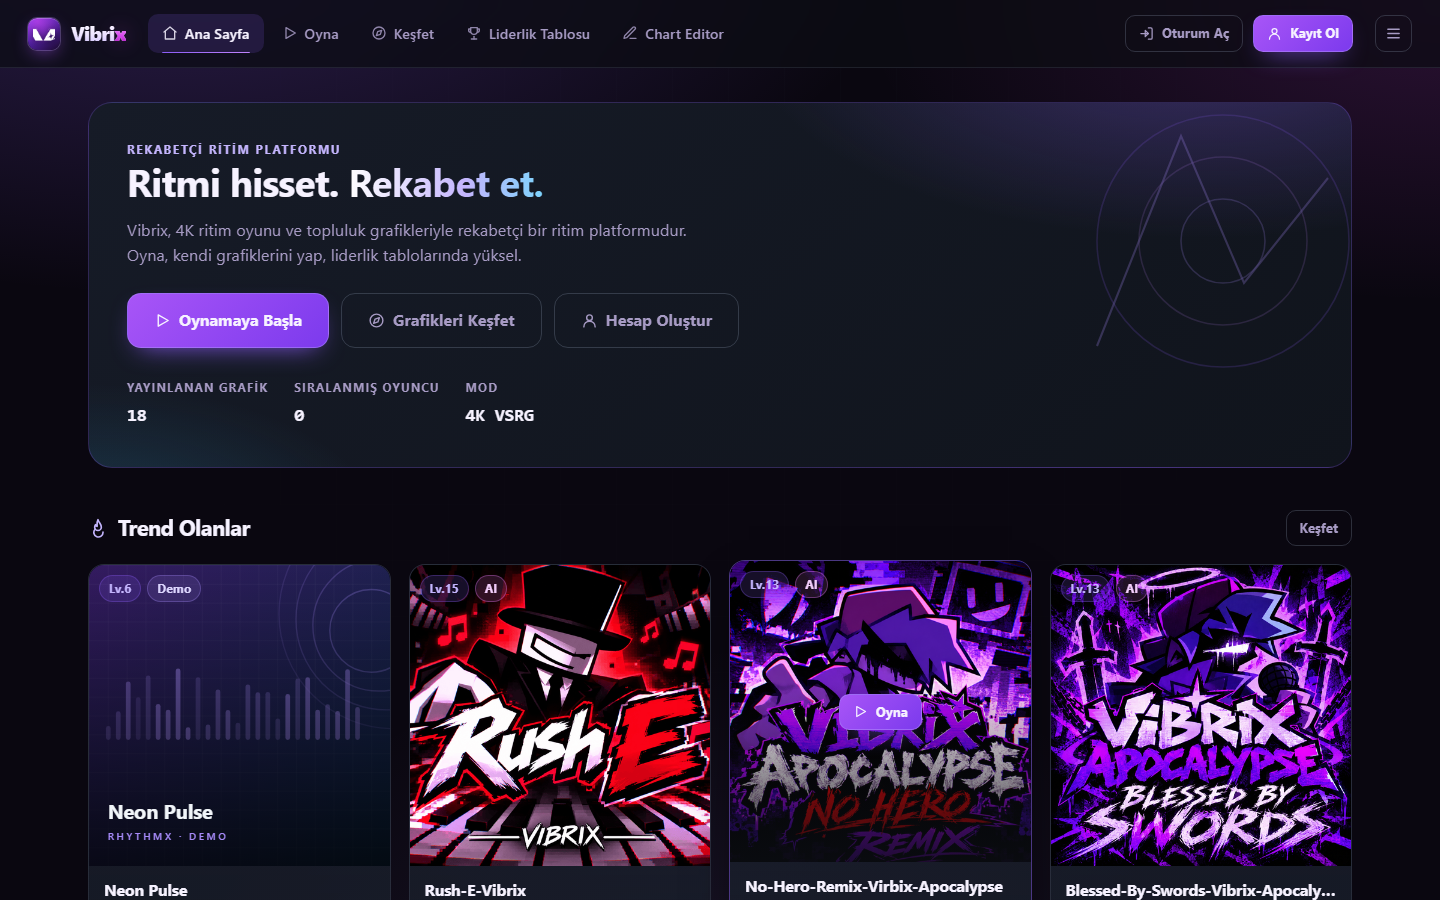 Vibrix
Ana Sayfa
Oyna
Keşfet
Liderlik Tablosu
Chart Editor
Oturum Aç
Kayıt Ol
REKABETÇİ RİTİM PLATFORMU
Ritmi hisset. Rekabet et.
Vibrix, 4K ritim oyunu ve topluluk grafikleriyle rekabetçi bir ritim platformudur.
Oyna, kendi grafiklerini yap, liderlik tablolarında yüksel.
Oynamaya Başla
Grafikleri Keşfet
Hesap Oluştur
YAYINLANAN GRAFİK
SIRALANMIŞ OYUNCU
MOD
18
0
4K VSRG
Trend Olanlar
Keşfet
Lv.6
Demo
Neon Pulse
RHYTHMX · DEMO
Neon Pulse
Lv.15
AI
Rush E
VIBRIX
Rush-E-Vibrix
Lv.13
AI
Oyna
VIBRIX
APOCALYPSE
NO HERO
REMIX
No-Hero-Remix-Virbix-Apocalypse
Lv.13
AI
VIBRIX
APOCALYPSE
BLESSED BY
SWORDS
Blessed-By-Swords-Vibrix-Apocaly...